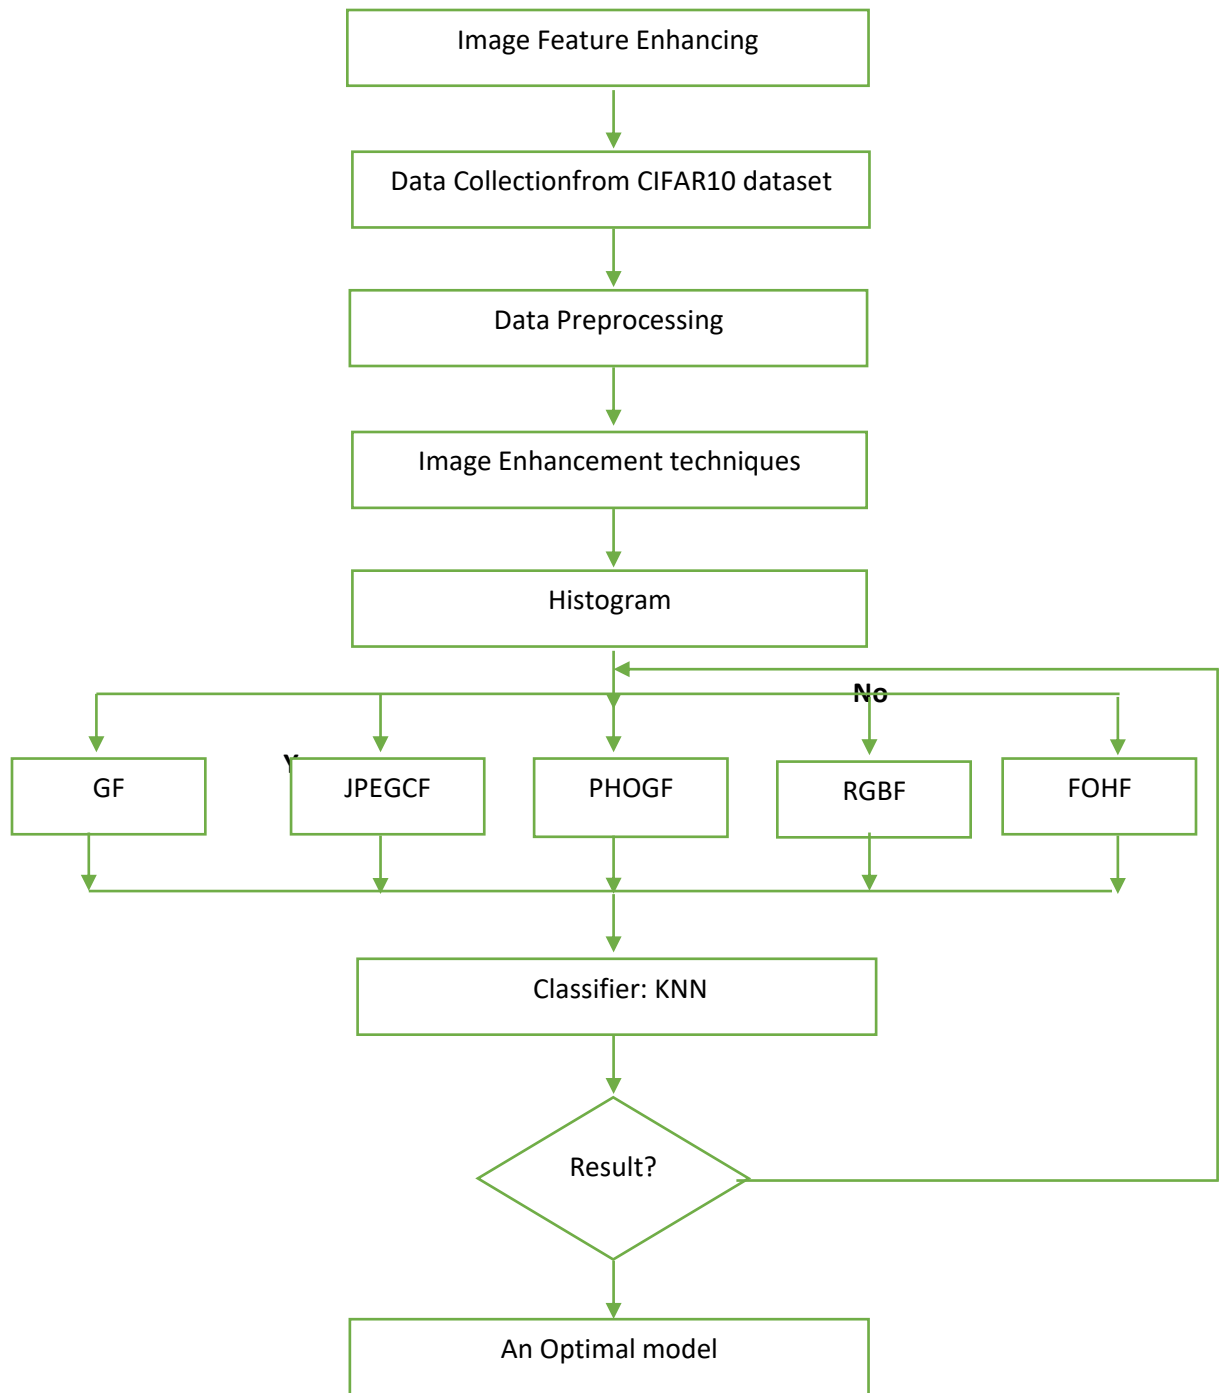 Image Feature Enhancing
Data Collectionfrom CIFAR10 dataset
Data Preprocessing
Image Enhancement techniques
Histogram
No
Y
GF
JPEGCF
PHOGF
RGBF
FOHF
Classifier: KNN
Result?
An Optimal model